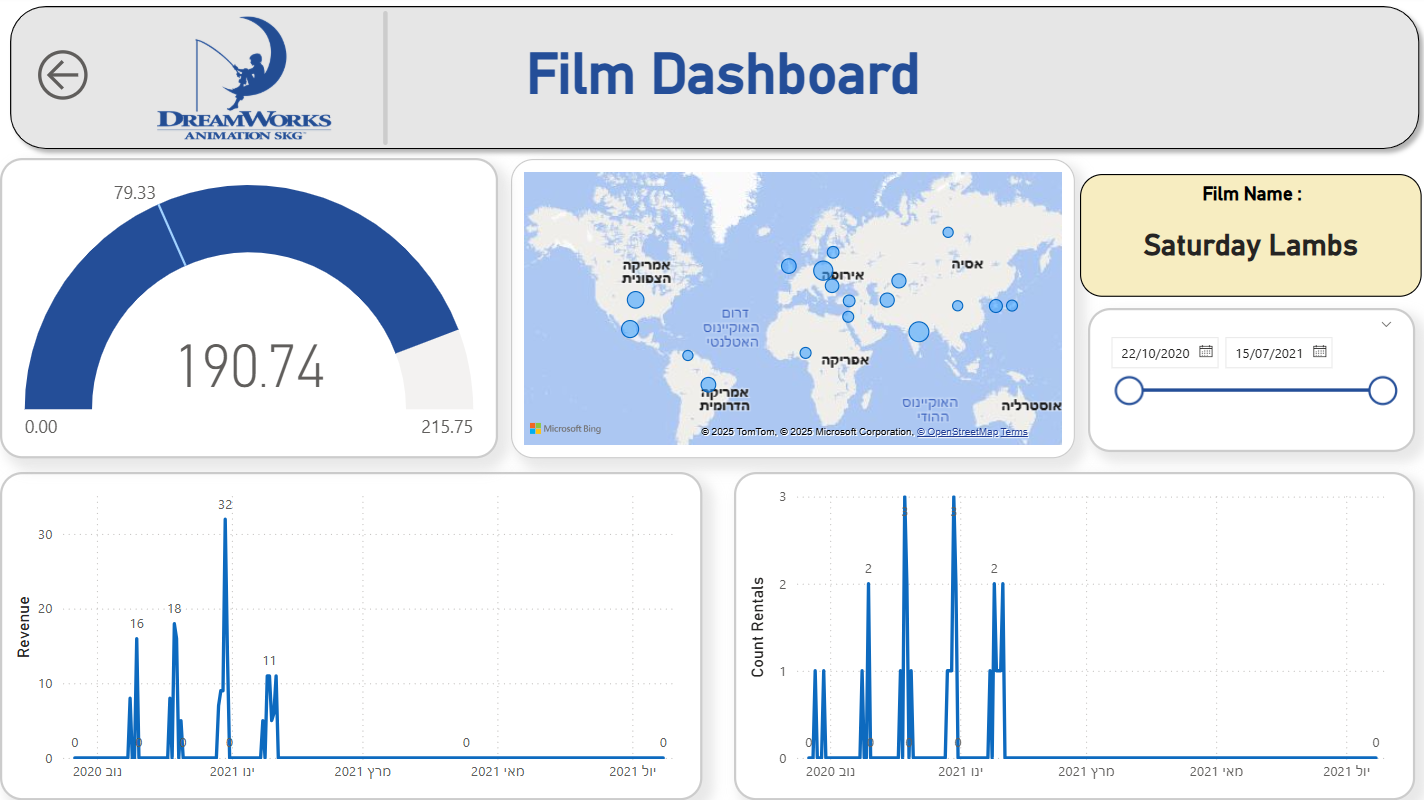 DREAMWORKS
ANIMATION SKG
Film Dashboard
79.33
190.74
0.00
215.75
אמריקה
הצפונית
אירופה
אסיה
דרום
האוקיינוס
האטלנטי
אפריקה
אמריקה
הדרומית
האוקיינוס
ההודי
אוסטרליה
Microsoft Bing
© 2025 TomTom, © 2025 Microsoft Corporation, © OpenStreetMap Terms
Film Name :
Saturday Lambs
22/10/2020
15/07/2021
Revenue
30
20
10
0
0
16
0
18
0
32
0
11
0
0
נוב 2020
ינו 2021
מרץ 2021
מאי 2021
יול 2021
Count Rentals
3
2
1
0
0
2
0
3
0
3
0
2
0
נוב 2020
ינו 2021
מרץ 2021
מאי 2021
יול 2021